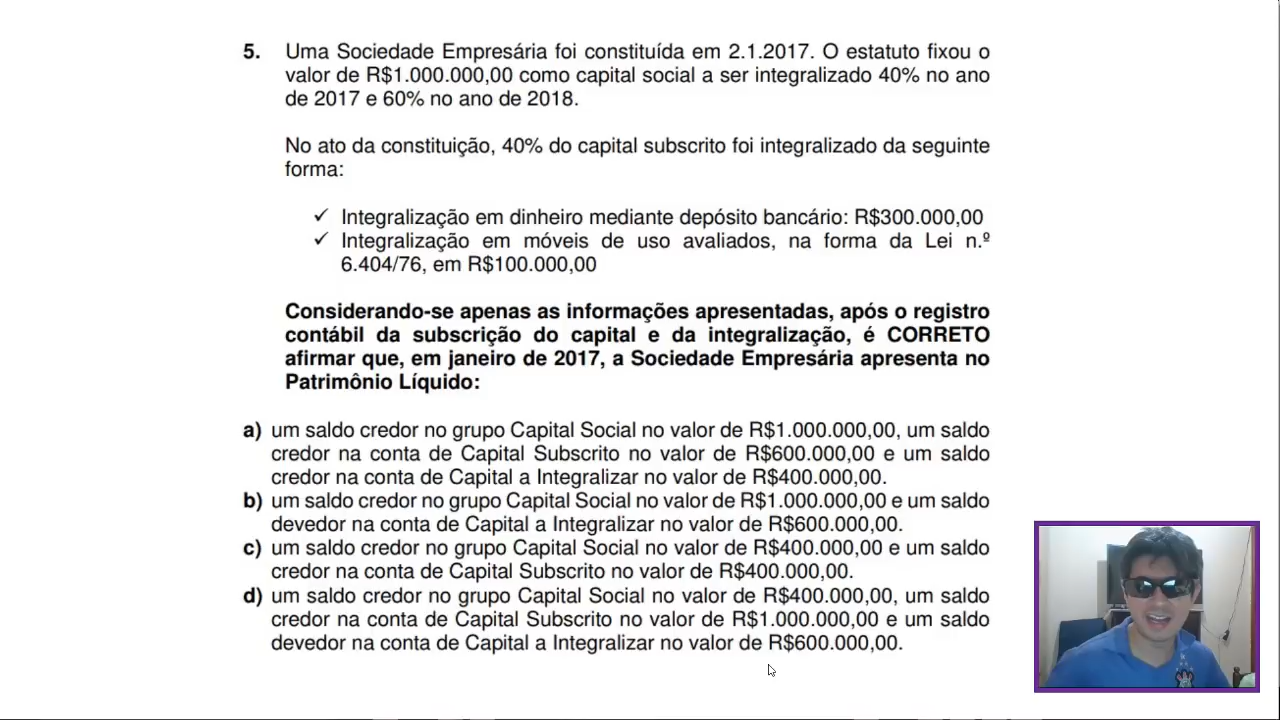 5. Uma Sociedade Empresária foi constituída em 2.1.2017. O estatuto fixou o
valor de R$1.000.000,00 como capital social a ser integralizado 40% no ano
de 2017 e 60% no ano de 2018.
No ato da constituição, 40% do capital subscrito foi integralizado da seguinte
forma:
✓ Integralização em dinheiro mediante depósito bancário: R$300.000,00
✓ Integralização em móveis de uso avaliados, na forma da Lei n.º
6.404/76, em R$100.000,00
Considerando-se apenas as informações apresentadas, após o registro
contábil da subscrição do capital e da integralização, é CORRETO
afirmar que, em janeiro de 2017, a Sociedade Empresária apresenta no
Patrimônio Líquido:
a) um saldo credor no grupo Capital Social no valor de R$1.000.000,00, um saldo
credor na conta de Capital Subscrito no valor de R$600.000,00 e um saldo
credor na conta de Capital a Integralizar no valor de R$400.000,00.
b) um saldo credor no grupo Capital Social no valor de R$1.000.000,00 e um saldo
devedor na conta de Capital a Integralizar no valor de R$600.000,00.
c) um saldo credor no grupo Capital Social no valor de R$400.000,00 e um saldo
credor na conta de Capital Subscrito no valor de R$400.000,00.
d) um saldo credor no grupo Capital Social no valor de R$400.000,00, um saldo
credor na conta de Capital Subscrito no valor de R$1.000.000,00 e um saldo
devedor na conta de Capital a Integralizar no valor de R$600.000,00.